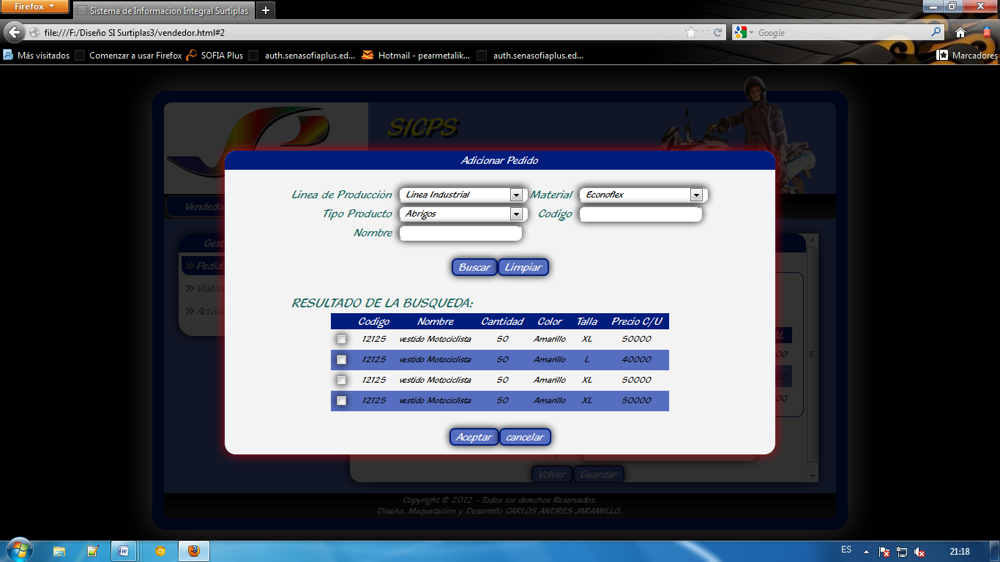 Firefox
Sistema de Informacion Integral Surtiplas
file:///F:/Diseño SI Surtiplas3/vendedor.html#2
Google
Más visitados Comenzar a usar Firefox SOFIA Plus auth.senasofiaplus.ed... Hotmail - pearmetalik... auth.senasofiaplus.ed... Marcadores
SICPS
Adicionar Pedido
Linea de Producción Linea Industrial Material Econoflex
Tipo Producto Abrigos Codigo
Nombre
Buscar Limpiar
RESULTADO DE LA BUSQUEDA:
Codigo Nombre Cantidad Color Talla Precio C/U
12125 vestido Motociclista 50 Amarillo XL 50000
12125 vestido Motociclista 50 Amarillo L 40000
12125 vestido Motociclista 50 Amarillo XL 50000
12125 vestido Motociclista 50 Amarillo XL 50000
Aceptar cancelar
Volver Guardar
Copyright © 2012 - Todos los derechos Reservados.
Diseño, Maquetación y Desarrollo CARLOS ANDRES JARAMILLO.
ES 21:18